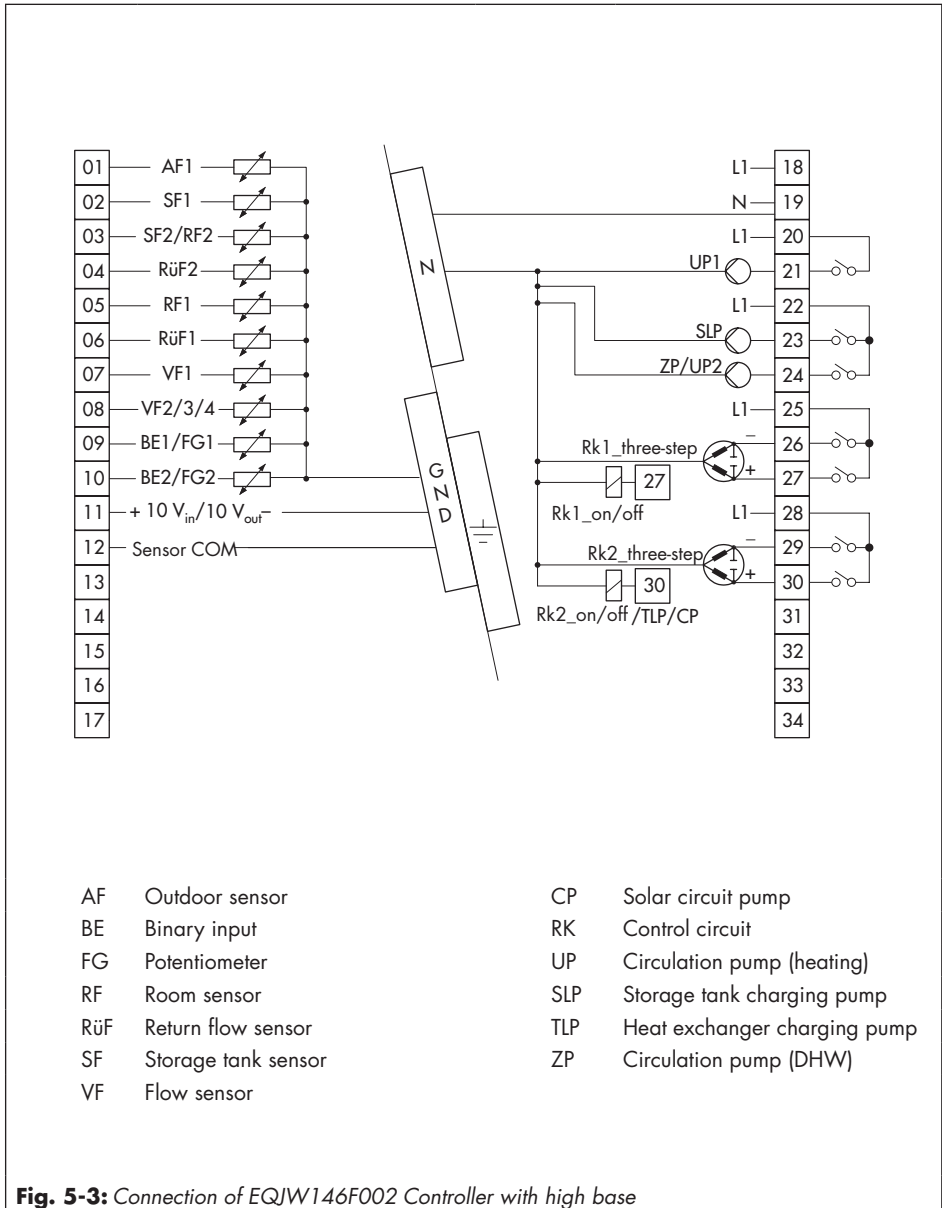 01 AF1 L1 18
02 SF1 N 19
03 SF2/RF2 L1 20
04 RüF2 N UP1 21
05 RF1 L1 22
06 RüF1 SLP 23
07 VF1 ZP/UP2 24
08 VF2/3/4 L1 25
09 BE1/FG1 − 26
10 BE2/FG2 GND Rk1_three-step + 27
27
11 + 10 Vin/10 Vout− Rk1_on/off L1 28
12 Sensor COM Rk2_three-step − 29
13 30 + 30
14 Rk2_on/off /TLP/CP 31
15 32
16 33
17 34
AF Outdoor sensor
BE Binary input
FG Potentiometer
RF Room sensor
RüF Return flow sensor
SF Storage tank sensor
VF Flow sensor
CP Solar circuit pump
RK Control circuit
UP Circulation pump (heating)
SLP Storage tank charging pump
TLP Heat exchanger charging pump
ZP Circulation pump (DHW)
Fig. 5-3: Connection of EQJW146F002 Controller with high base